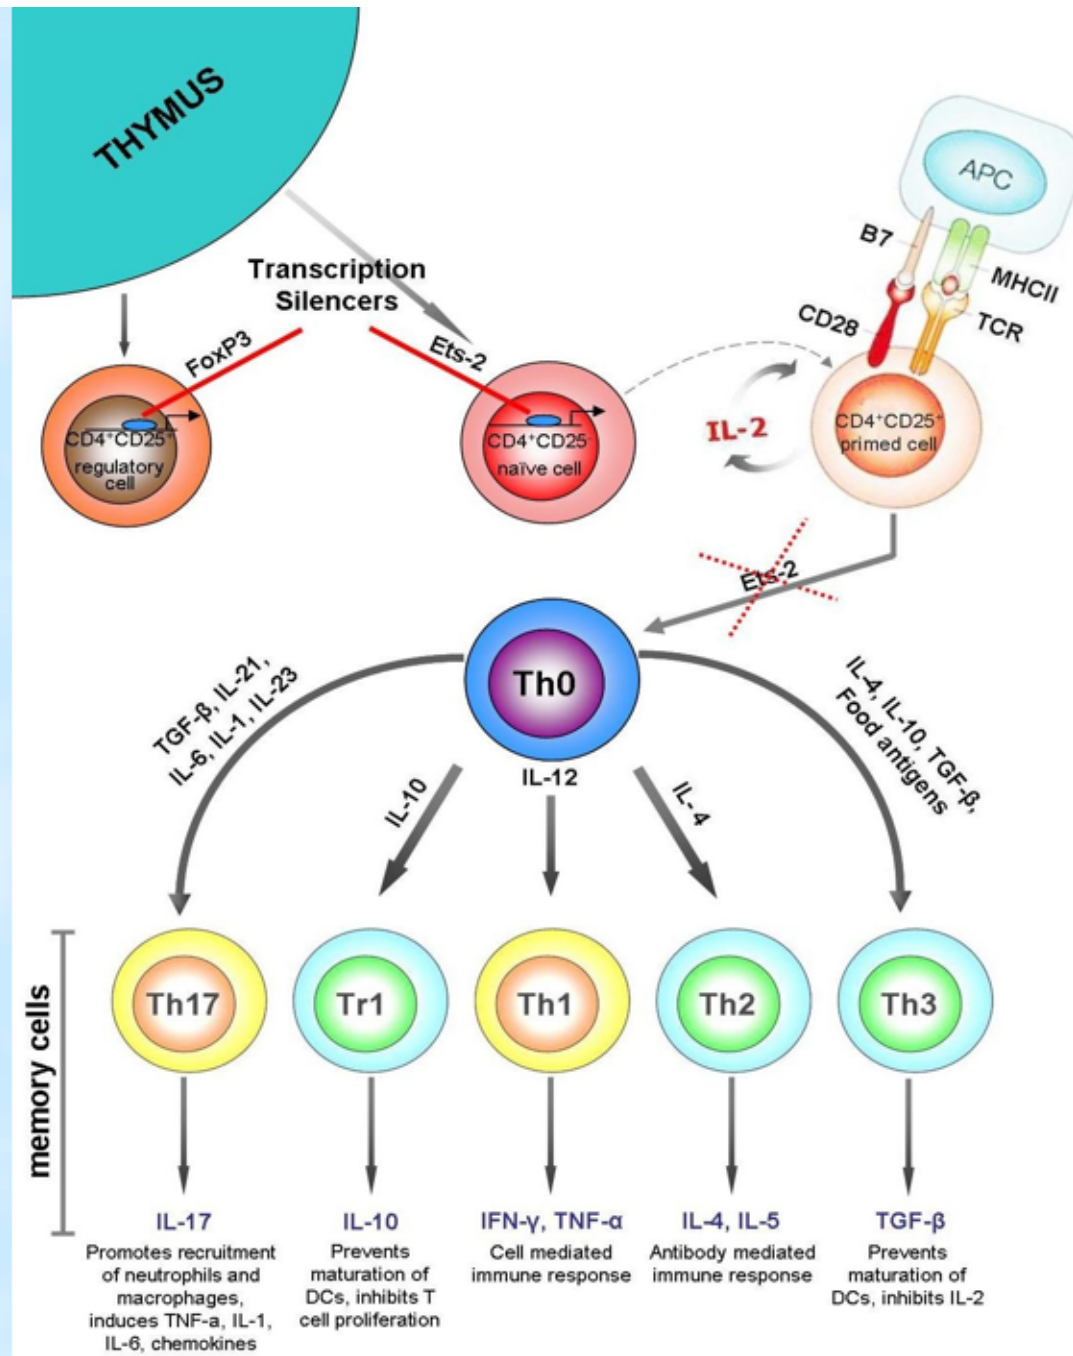 THYMUS
APC
B7
MHCII
CD28
TCR
Transcription
Silencers
FoxP3
Ets-2
CD4⁺CD25⁺
regulatory
cell
CD4⁺CD25⁻
naïve cell
IL-2
CD4⁺CD25⁺
primed cell
Ets-2
Th0
TGF-β, IL-21,
IL-6, IL-1, IL-23
IL-10
IL-12
IL- 4
IL-4, IL-10, TGF-β,
Food antigens
memory cells
Th17
Tr1
Th1
Th2
Th3
IL-17
Promotes recruitment
of neutrophils and
macrophages,
induces TNF-a, IL-1,
IL-6, chemokines
IL-10
Prevents
maturation of
DCs, inhibits T
cell proliferation
IFN-γ, TNF-α
Cell mediated
immune response
IL-4, IL-5
Antibody mediated
immune response
TGF-β
Prevents
maturation of
DCs, inhibits IL-2